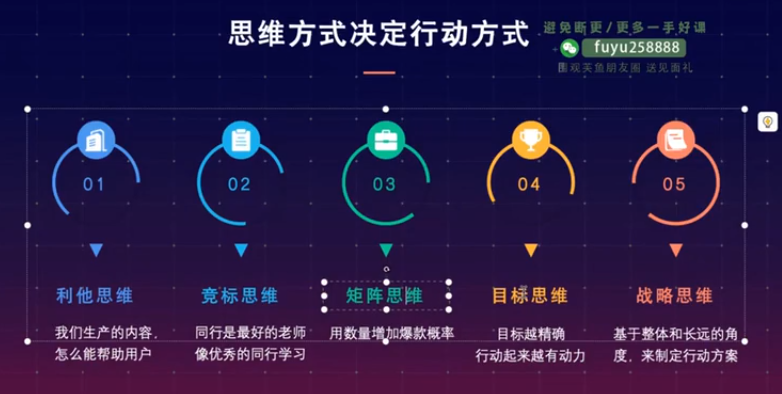 思维方式决定行动方式
避免断更/更多一手好课
fuyu258888
围观芙鱼朋友圈 送见面礼
01
02
03
04
05
利他思维
竞标思维
矩阵思维
目标思维
战略思维
我们生产的内容,
怎么能帮助用户
同行是最好的老师
像优秀的同行学习
用数量增加爆款概率
目标越精确
行动起来越有动力
基于整体和长远的角
度，来制定行动方案